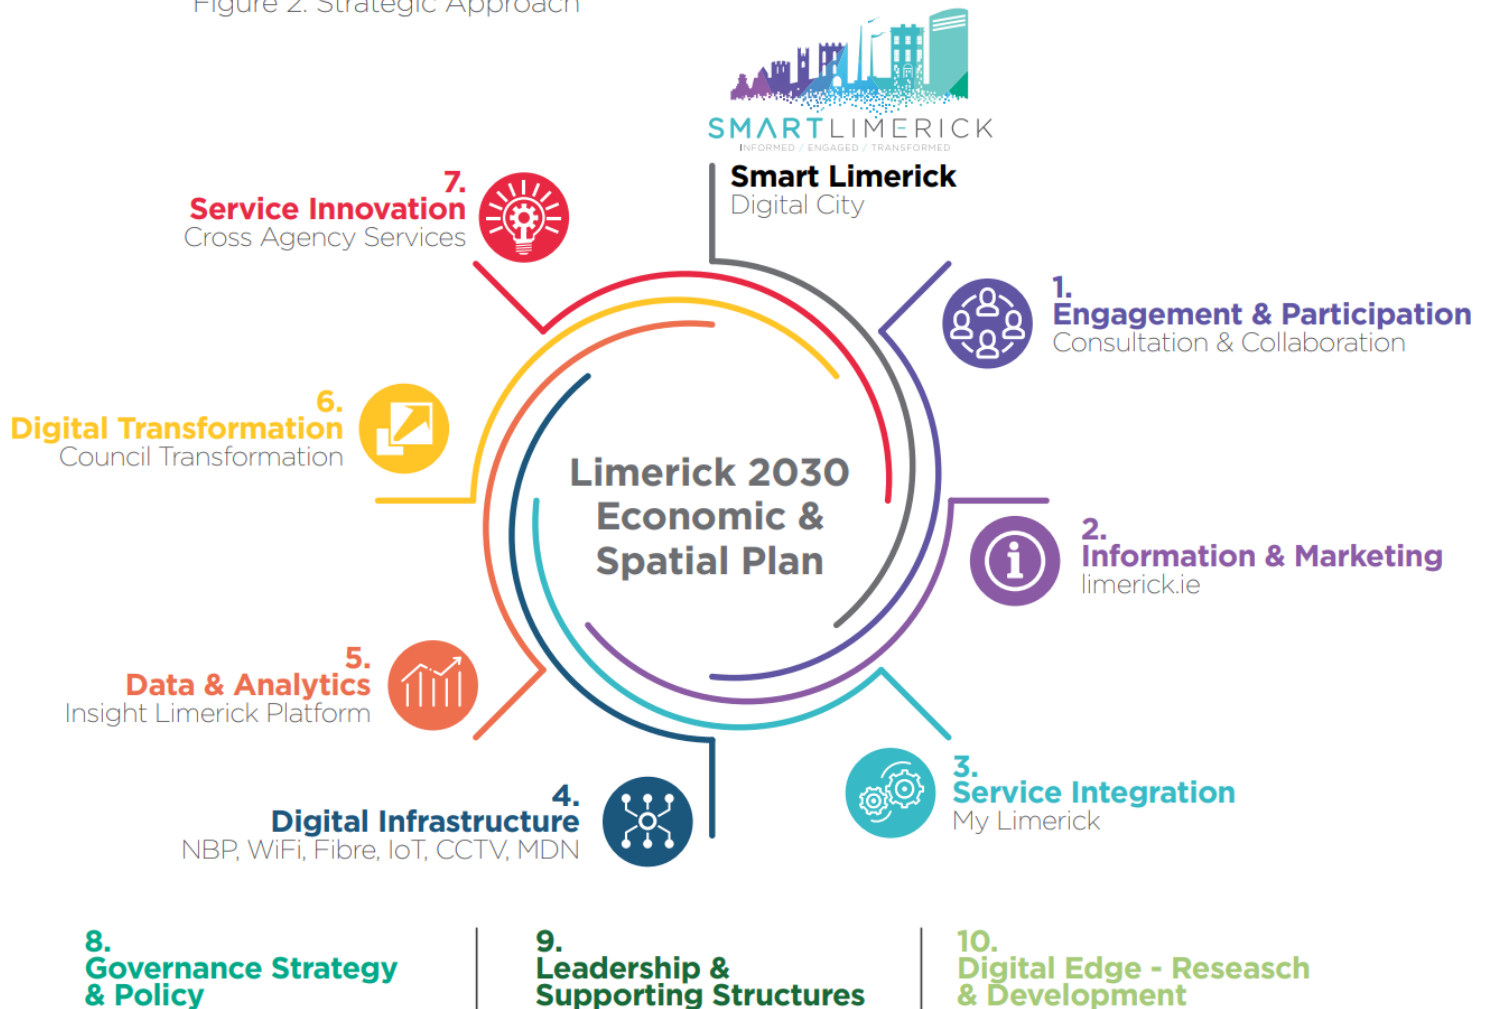 Figure 2. Strategic Approach
SMARTLIMERICK
INFORMED / ENGAGED / TRANSFORMED
Smart Limerick
Digital City
7.
Service Innovation
Cross Agency Services
1.
Engagement & Participation
Consultation & Collaboration
6.
Digital Transformation
Council Transformation
Limerick 2030
Economic &
Spatial Plan
2.
Information & Marketing
limerick.ie
5.
Data & Analytics
Insight Limerick Platform
3.
Service Integration
My Limerick
4.
Digital Infrastructure
NBP, WiFi, Fibre, IoT, CCTV, MDN
8.
Governance Strategy
& Policy
9.
Leadership &
Supporting Structures
10.
Digital Edge - Reseasch
& Development